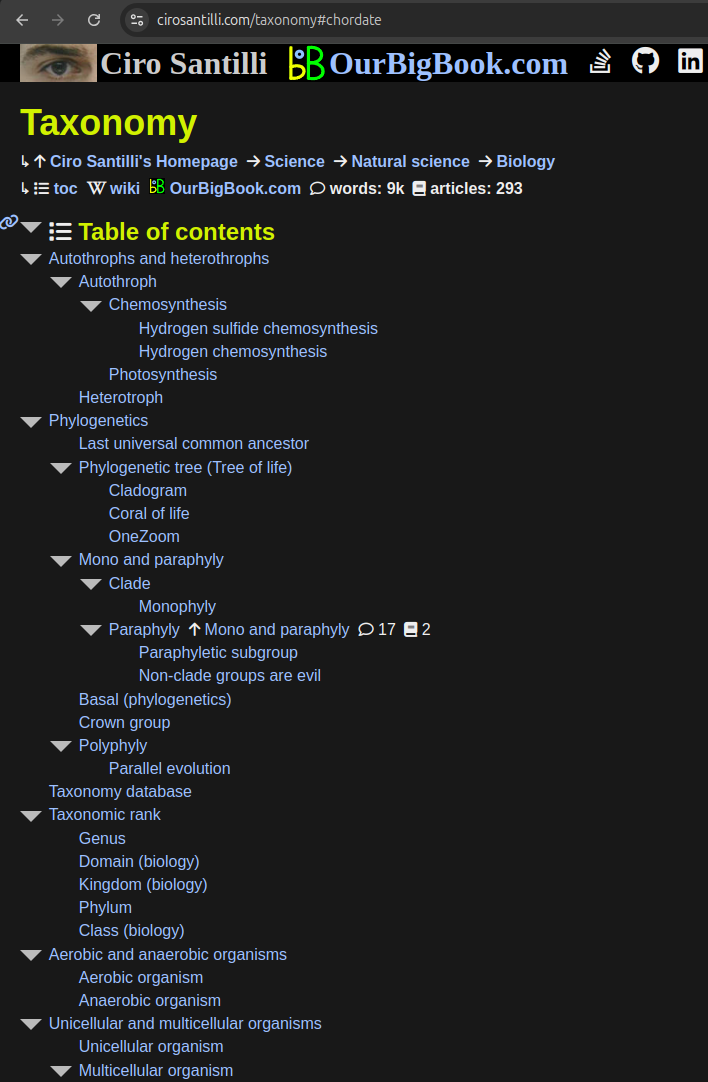 cirosantilli.com/taxonomy#chordate
Ciro Santilli OurBigBook.com
Taxonomy
Ciro Santilli's Homepage Science Natural science Biology
toc wiki OurBigBook.com words: 9k articles: 293
Table of contents
Autothrophs and heterothrophs
Autothroph
Chemosynthesis
Hydrogen sulfide chemosynthesis
Hydrogen chemosynthesis
Photosynthesis
Heterotroph
Phylogenetics
Last universal common ancestor
Phylogenetic tree (Tree of life)
Cladogram
Coral of life
OneZoom
Mono and paraphyly
Clade
Monophyly
Paraphyly Mono and paraphyly 17 2
Paraphyletic subgroup
Non-clade groups are evil
Basal (phylogenetics)
Crown group
Polyphyly
Parallel evolution
Taxonomy database
Taxonomic rank
Genus
Domain (biology)
Kingdom (biology)
Phylum
Class (biology)
Aerobic and anaerobic organisms
Aerobic organism
Anaerobic organism
Unicellular and multicellular organisms
Unicellular organism
Multicellular organism